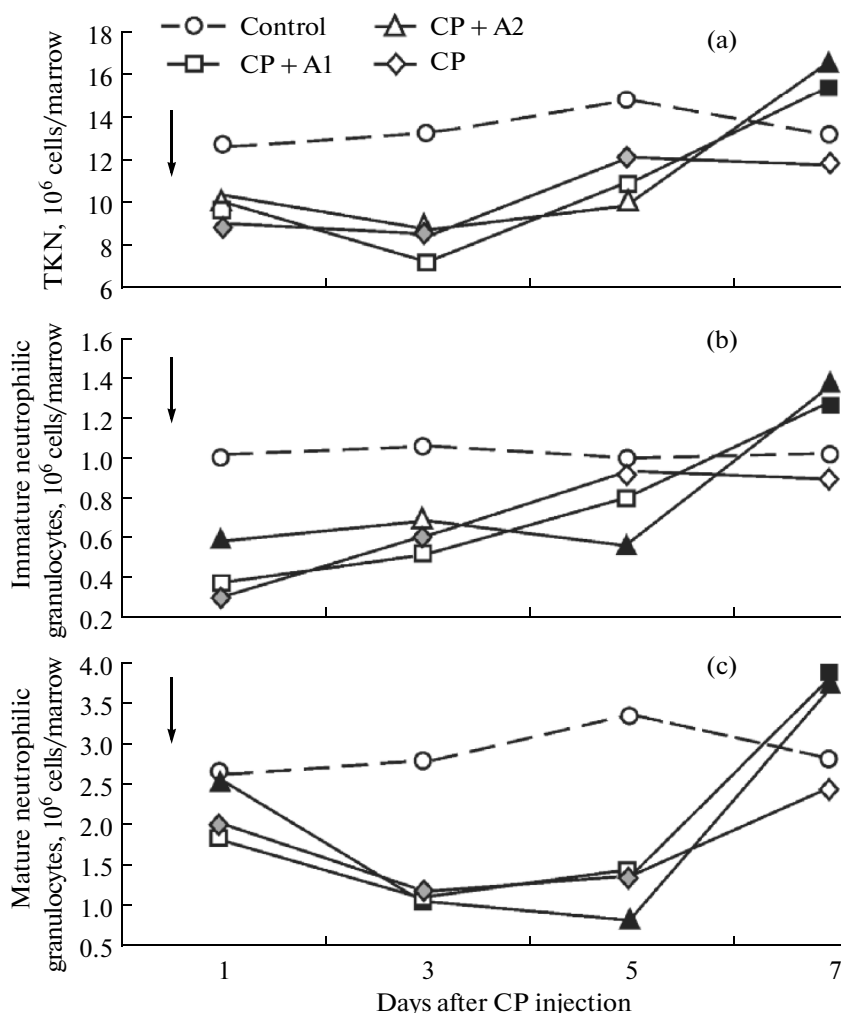 Control
CP + A2
CP + A1
CP
(a)
TKN, 10⁶ cells/marrow
18
16
14
12
10
8
6
(b)
Immature neutrophilic
granulocytes, 10⁶ cells/marrow
1.6
1.4
1.2
1.0
0.8
0.6
0.4
0.2
(c)
Mature neutrophilic
granulocytes, 10⁶ cells/marrow
4.0
3.5
3.0
2.5
2.0
1.5
1.0
0.5
1 3 5 7
Days after CP injection